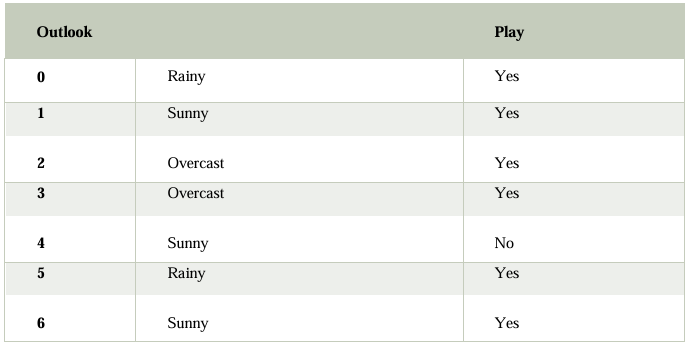 Outlook Play
0 Rainy Yes
1 Sunny Yes
2 Overcast Yes
3 Overcast Yes
4 Sunny No
5 Rainy Yes
6 Sunny Yes